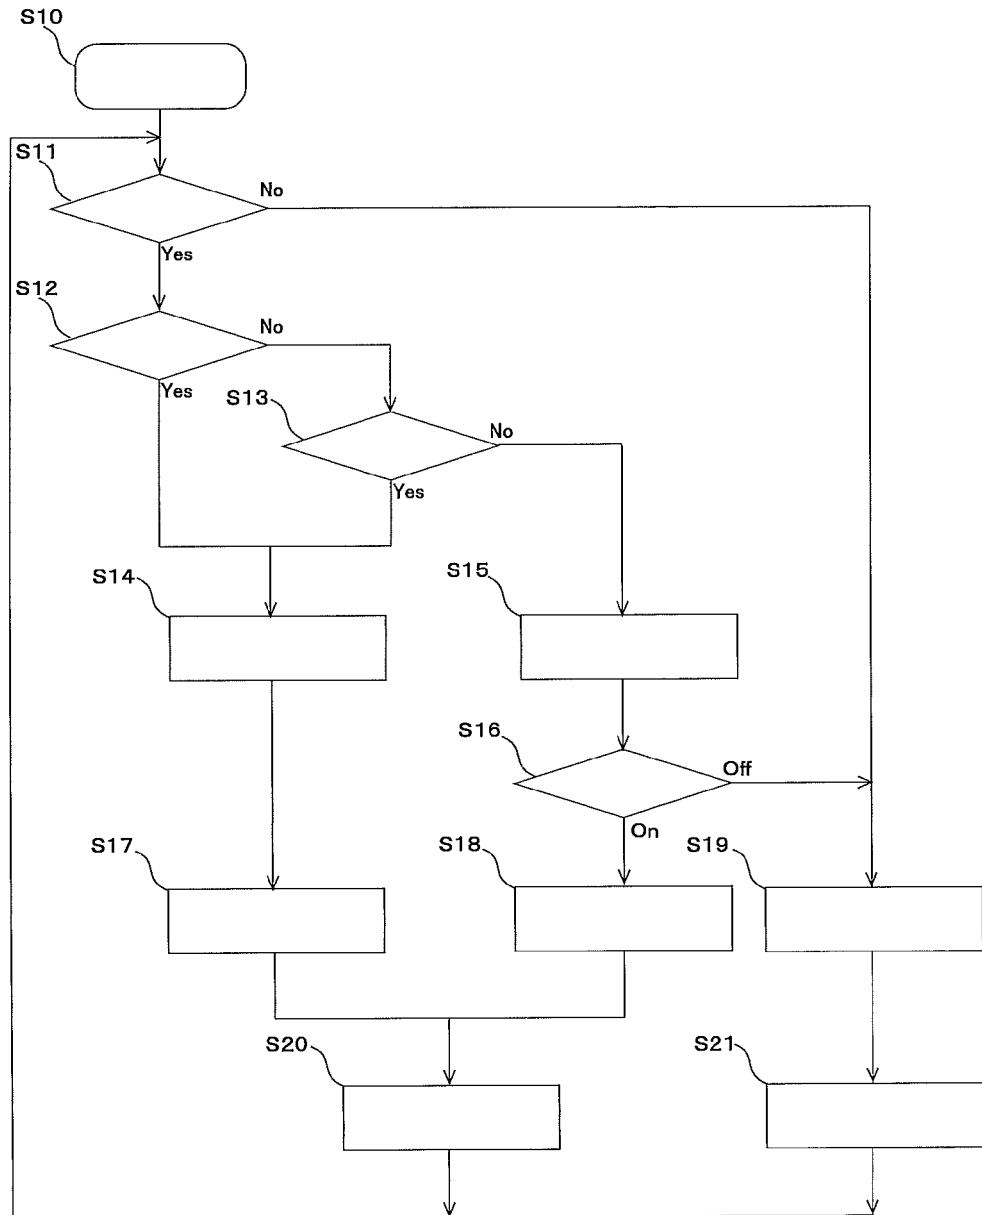 S10
S11
No
Yes
S12
No
Yes
S13
No
Yes
S14
S15
S16
Off
On
S17
S18
S19
S20
S21